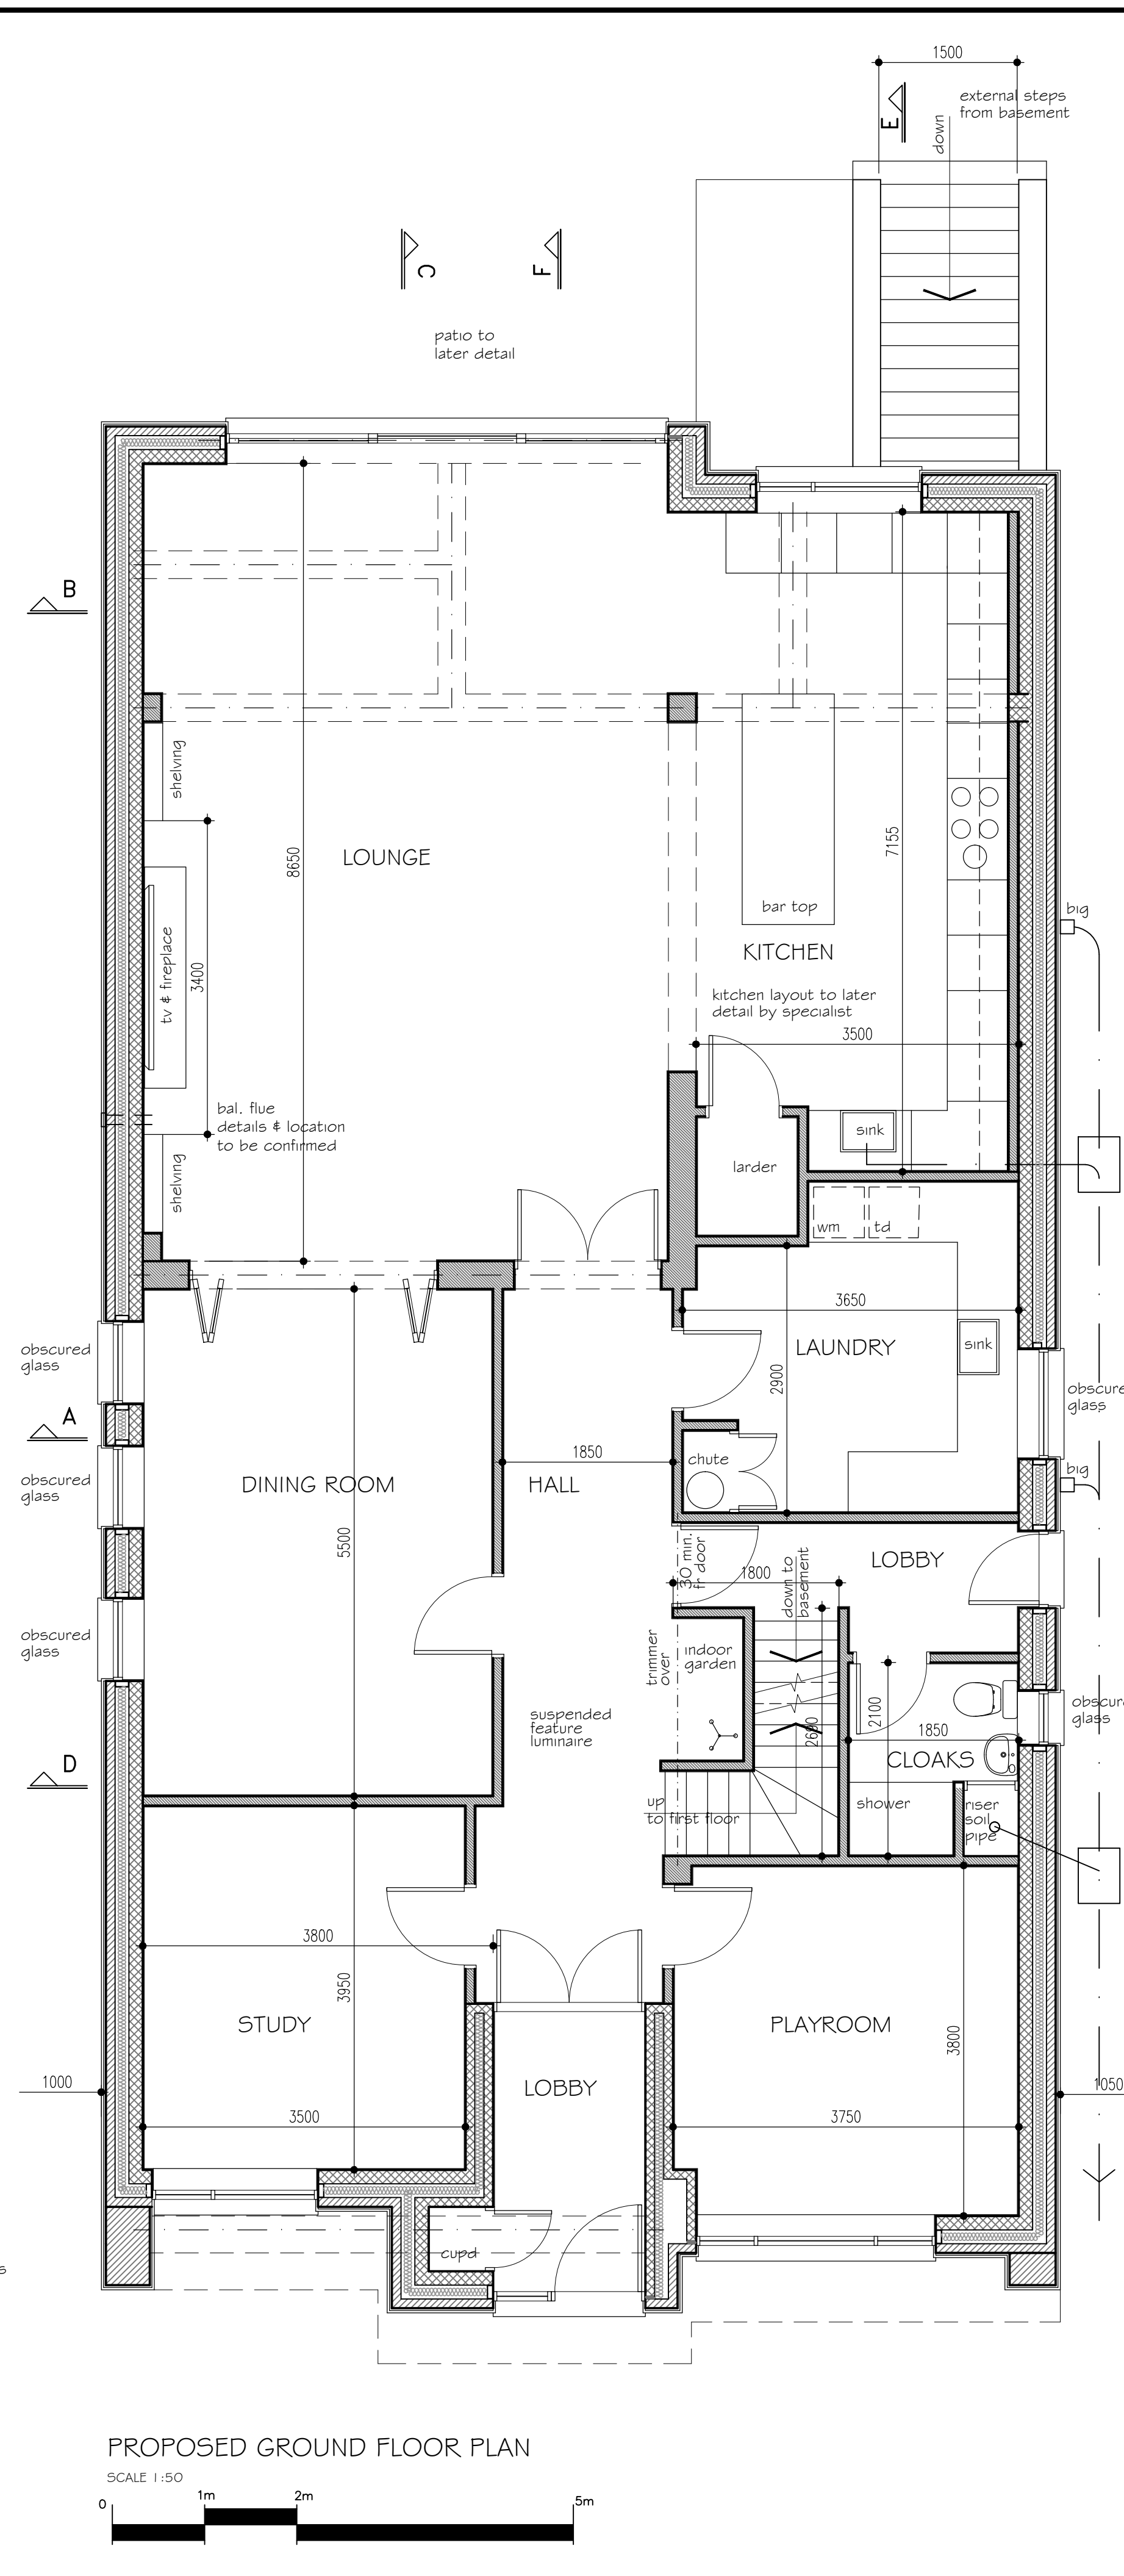 1500
external steps
from basement
E
down
C
F
patio to
later detail
B
shelving
LOUNGE
8650
7155
bar top
big
tv & fireplace
3400
KITCHEN
kitchen layout to later
detail by specialist
3500
bal. flue
details & location
to be confirmed
sink
larder
shelving
wm
td
3650
LAUNDRY
sink
obscured
glass
2900
obscure
glass
A
1850
chute
big
DINING ROOM
HALL
obscured
glass
5500
30 min.
fr door
1800
down to
basement
LOBBY
obscured
glass
trimmer
over
indoor
garden
suspended
feature
luminaire
2100
1850
obscure
glass
D
CLOAKS
up
to first floor
shower
riser
soil
pipe
3800
3950
STUDY
PLAYROOM
3800
1000
LOBBY
1050
3500
3750
cupd
s
PROPOSED GROUND FLOOR PLAN
SCALE 1:50
0
1m
2m
5m